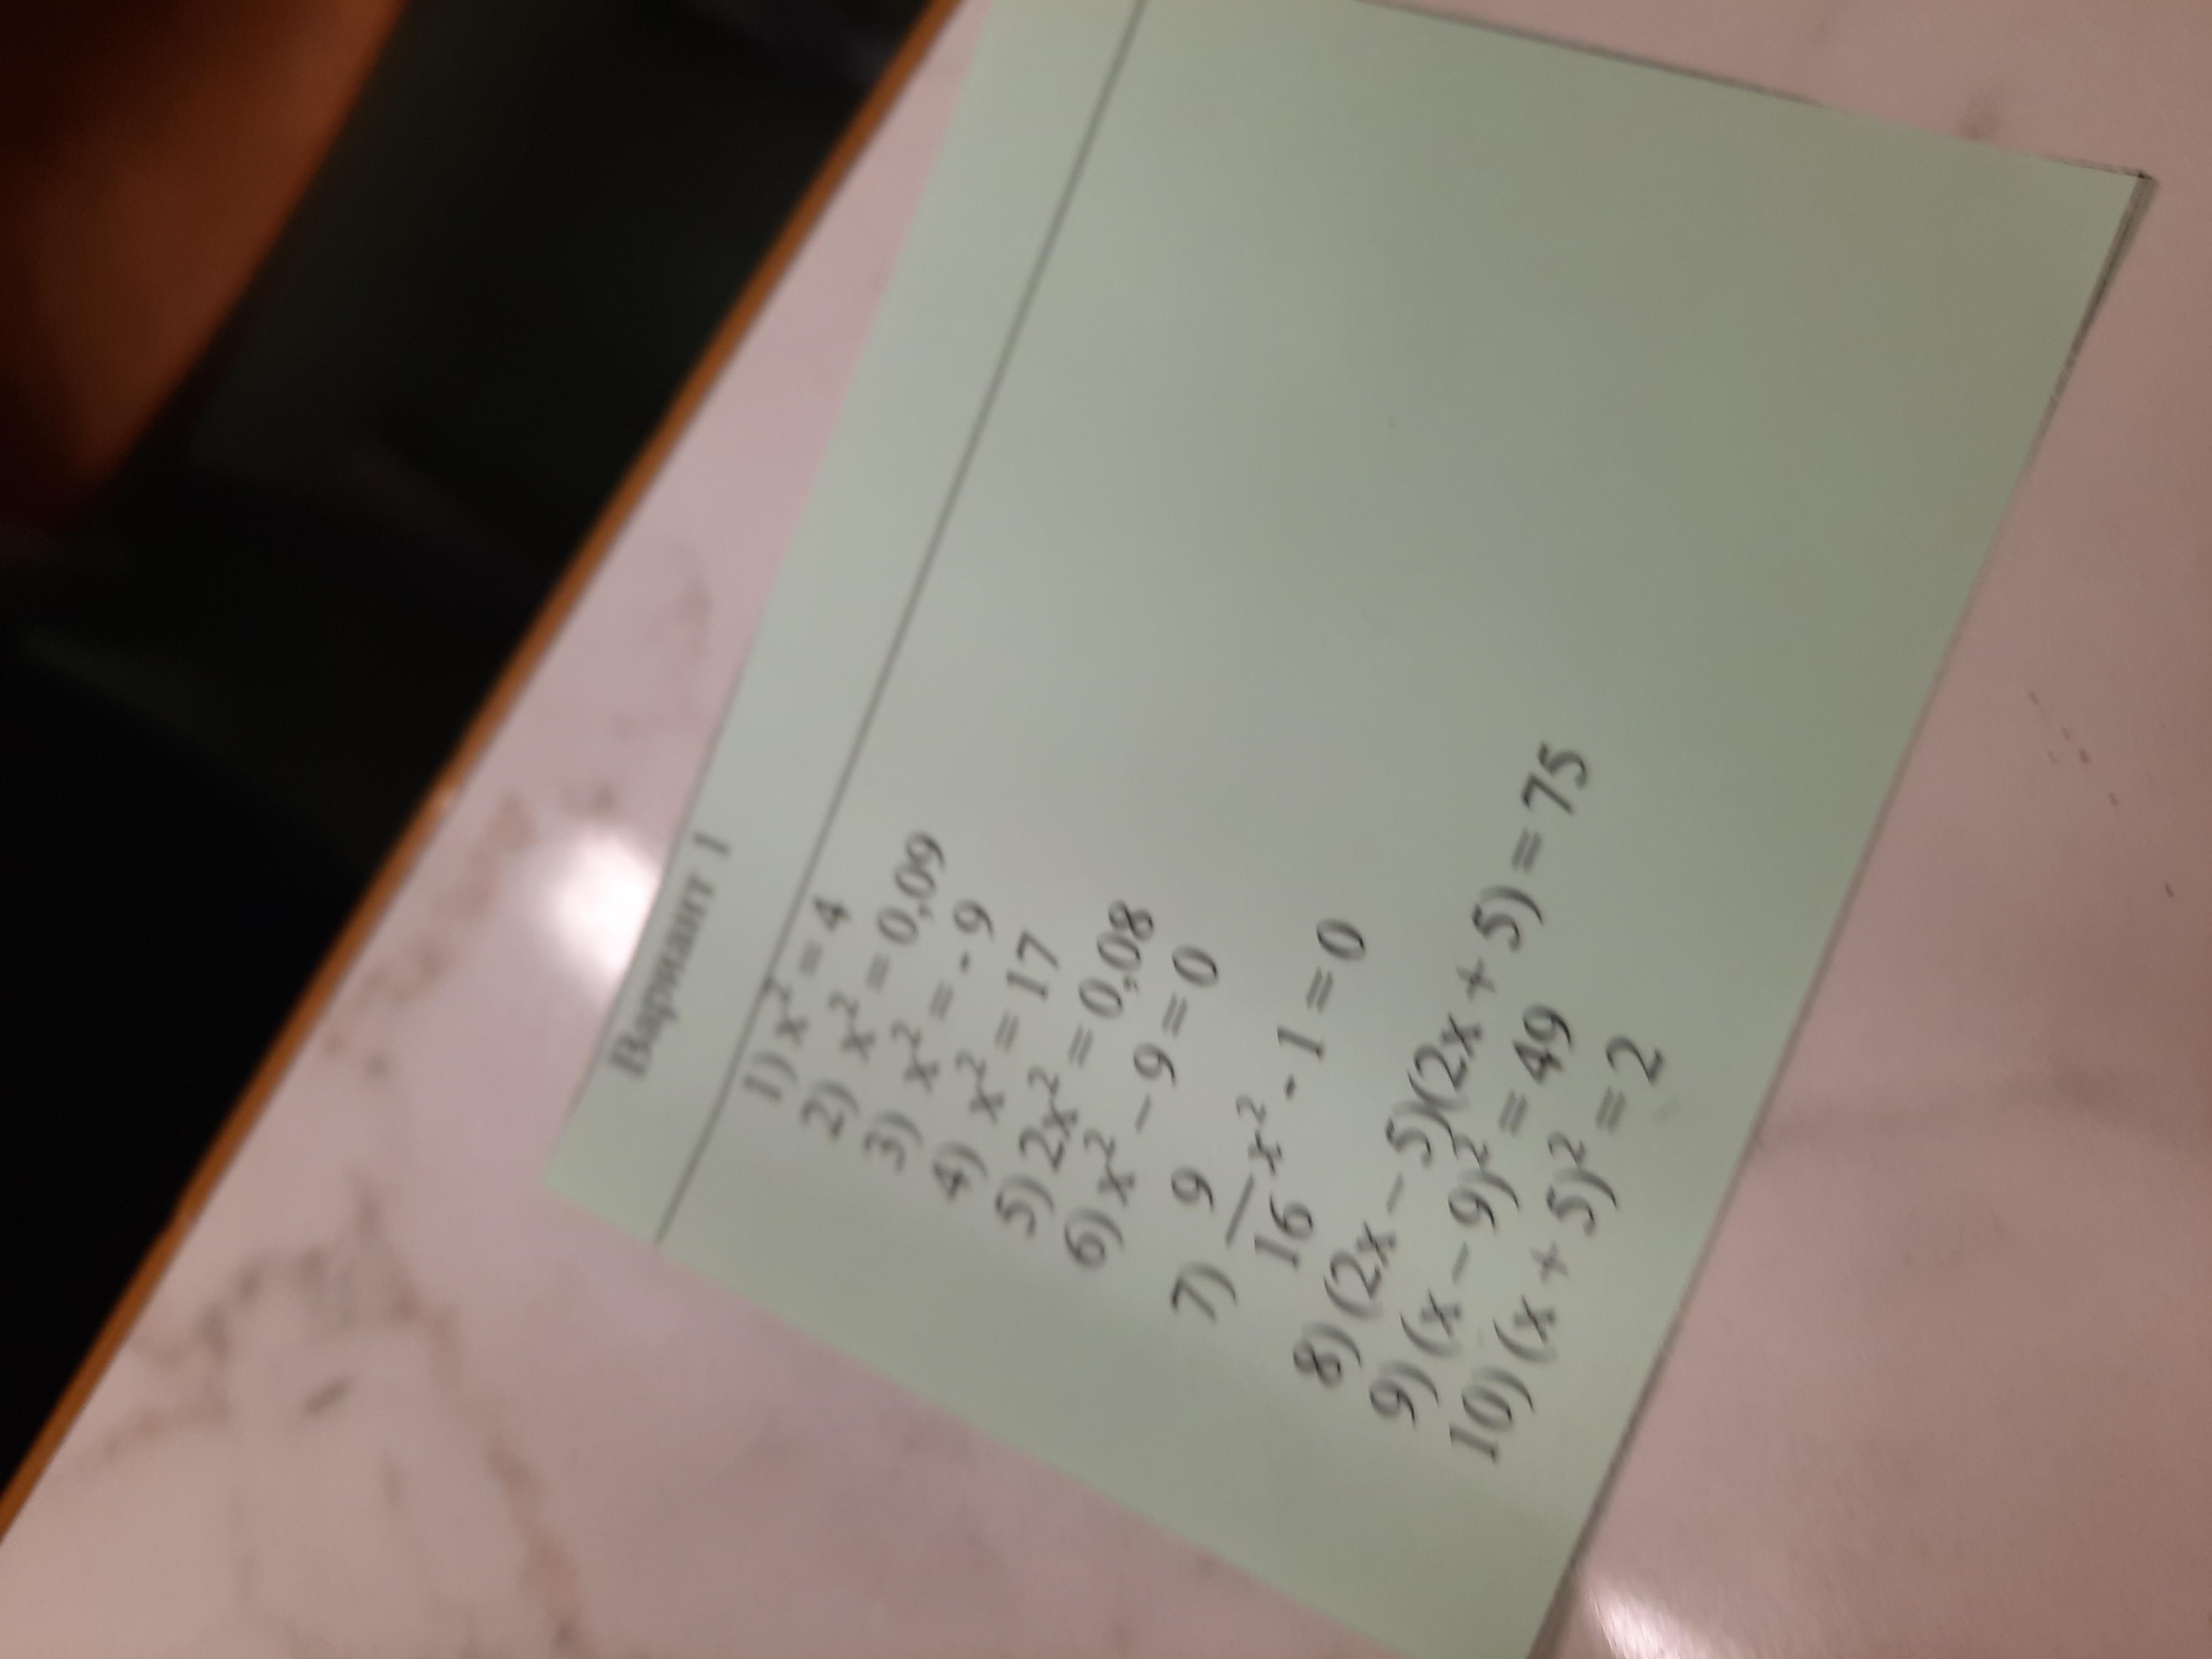 Вариант 1
1) x² = 4
2) x² = 0,09
3) x² = - 9
4) x² = 17
5) 2x² = 0,08
6) x² – 9 = 0
7) 9/16 x² - 1 = 0
8) (2x – 5)(2x + 5) = 75
9) (x – 9)² = 49
10) (x + 5)² = 2